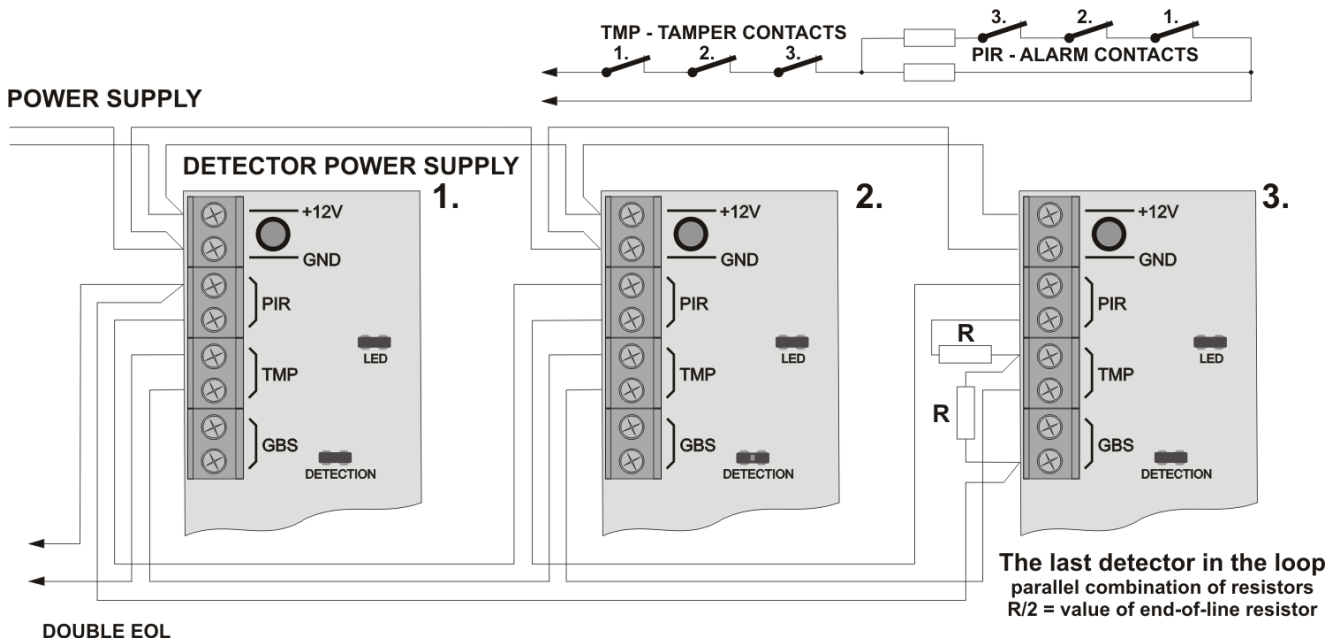 TMP - TAMPER CONTACTS
1. 2. 3.
3. 2. 1.
PIR - ALARM CONTACTS
POWER SUPPLY
DETECTOR POWER SUPPLY
1.
+12V
GND
PIR
LED
TMP
GBS
DETECTION
2.
+12V
GND
PIR
LED
TMP
GBS
DETECTION
3.
+12V
GND
PIR
R
LED
TMP
R
GBS
DETECTION
The last detector in the loop
parallel combination of resistors
R/2 = value of end-of-line resistor
DOUBLE EOL